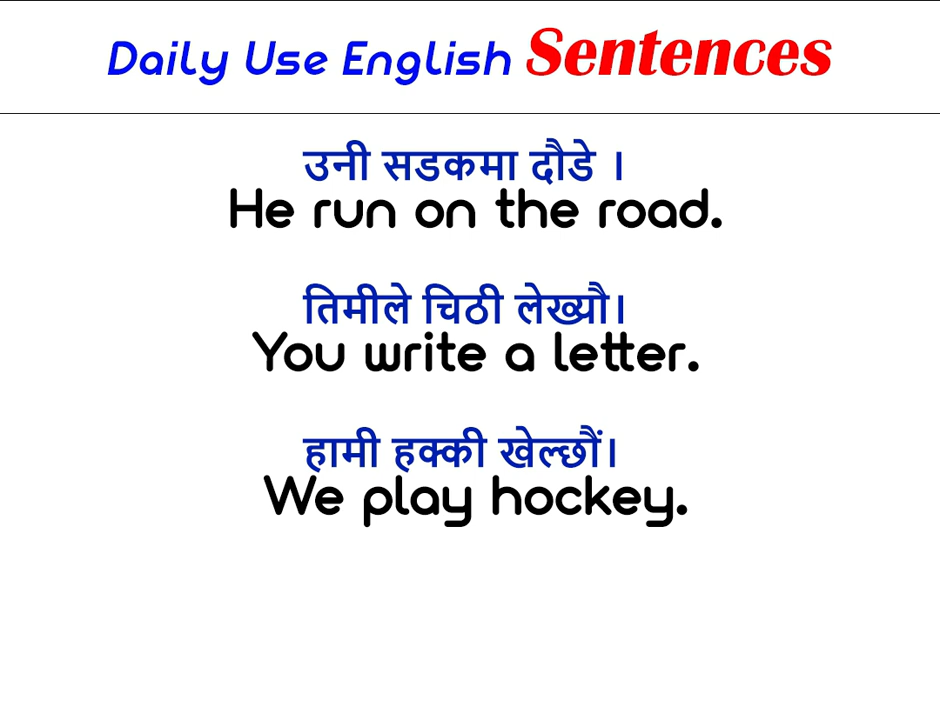 Daily Use English Sentences
उनी सडकमा दौडे ।
He run on the road.
तिमीले चिठी लेख्यौ।
You write a letter.
हामी हक्की खेल्छौं।
We play hockey.